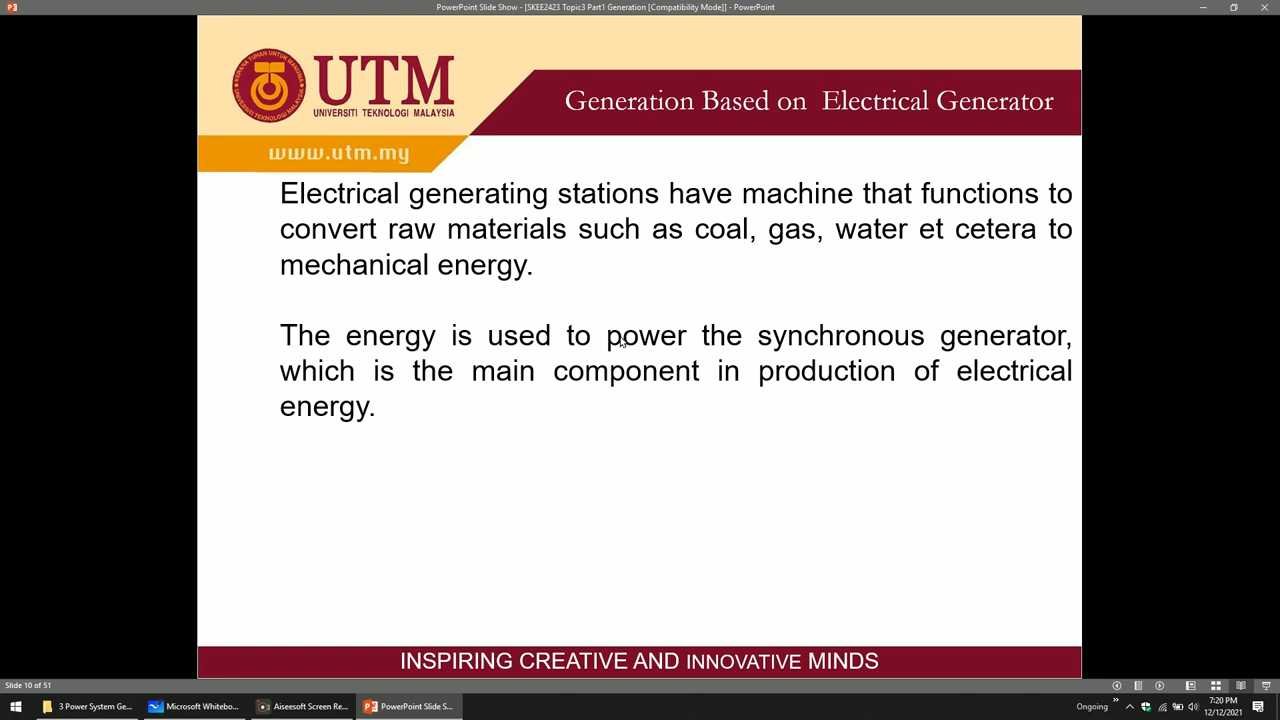 PowerPoint Slide Show - [SKEE2423 Topic3 Part1 Generation [Compatibility Mode]] - PowerPoint
UTM
UNIVERSITI TEKNOLOGI MALAYSIA
Generation Based on Electrical Generator
www.utm.my
Electrical generating stations have machine that functions to
convert raw materials such as coal, gas, water et cetera to
mechanical energy.
The energy is used to power the synchronous generator,
which is the main component in production of electrical
energy.
INSPIRING CREATIVE AND INNOVATIVE MINDS
Slide 10 of 51
3 Power System Ge...
Microsoft Whitebo...
Aiseesoft Screen Re...
PowerPoint Slide S...
Ongoing
7:20 PM
12/12/2021